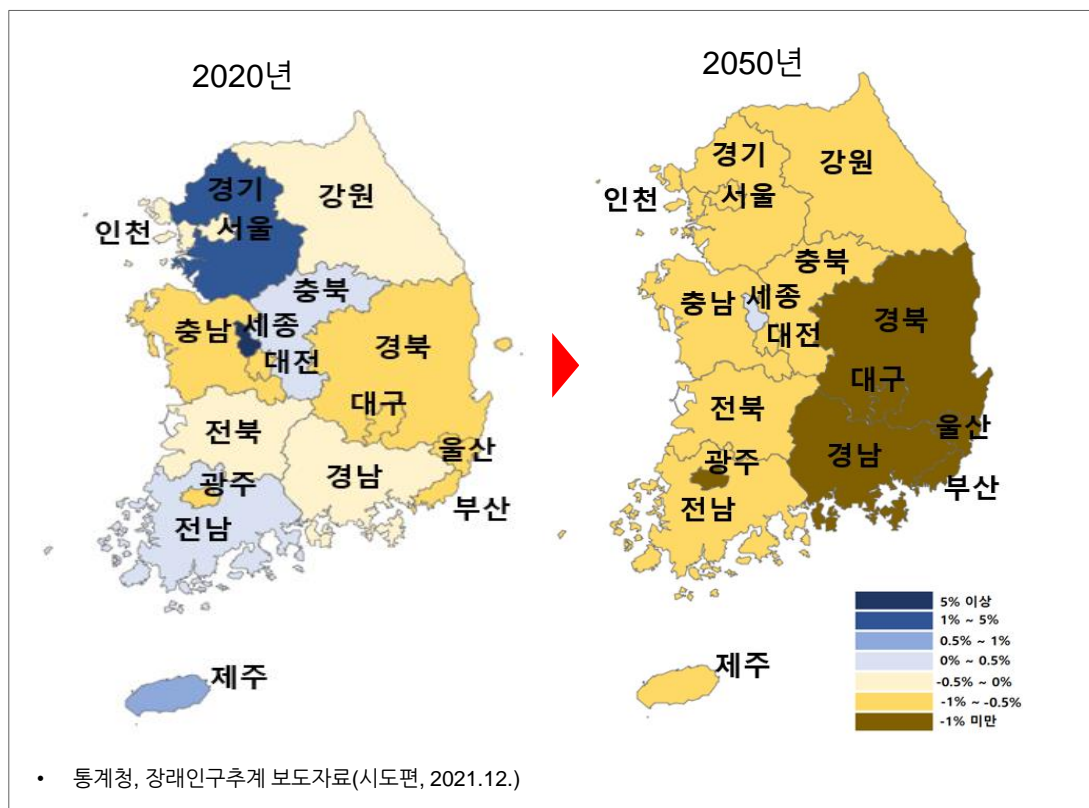 2020년
경기
강원
서울
인천
충북
충남
세종
대전
경북
대구
전북
울산
광주
경남
부산
전남
제주
2050년
경기
강원
서울
인천
충북
충남
세종
대전
경북
대구
전북
울산
광주
경남
부산
전남
제주
5% 이상
1% ~ 5%
0.5% ~ 1%
0% ~ 0.5%
-0.5% ~ 0%
-1% ~ -0.5%
-1% 미만
• 통계청, 장래인구추계 보도자료(시도편, 2021.12.)